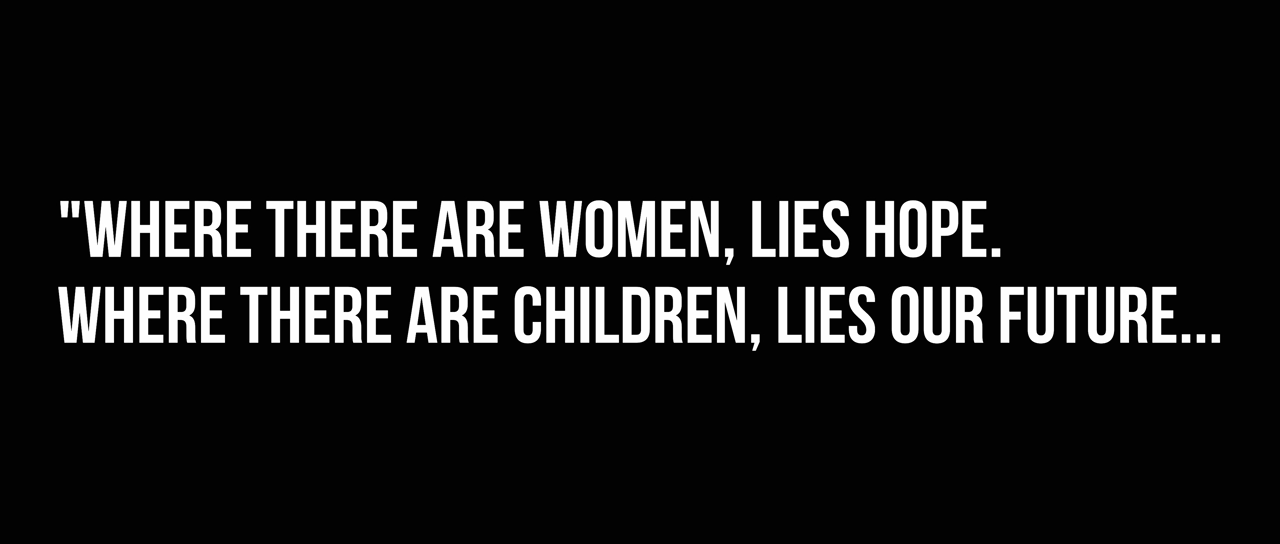 "WHERE THERE ARE WOMEN, LIES HOPE.
WHERE THERE ARE CHILDREN, LIES OUR FUTURE...